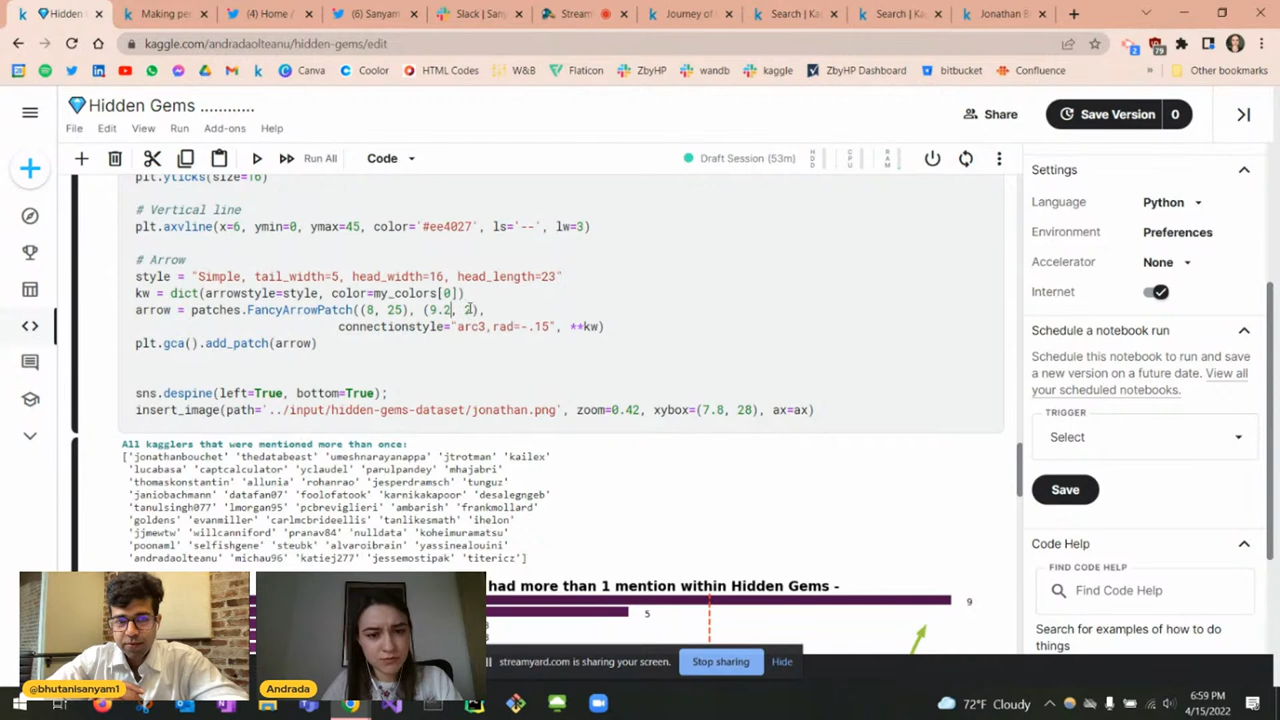 Hidden G
Making per
(4) Home /
(6) Sanyam
Slack | San
Stream
Journey of
Search | Ka
Search | Ka
Jonathan B
kaggle.com/andradaolteanu/hidden-gems/edit
2
79
Canva
Coolor
HTML Codes
W&B
Flaticon
ZbyHP
wandb
kaggle
ZbyHP Dashboard
bitbucket
Confluence
»
Other bookmarks
Hidden Gems ............
Share
Save Version
0
File
Edit
View
Run
Add-ons
Help
Run All
Code
Draft Session (53m)
HDD
CPU
RAM
plt.yticks(size=16)
# Vertical line
plt.axvline(x=6, ymin=0, ymax=45, color='#ee4027', ls='--', lw=3)
# Arrow
style = "Simple, tail_width=5, head_width=16, head_length=23"
kw = dict(arrowstyle=style, color=my_colors[0])
arrow = patches.FancyArrowPatch((8, 25), (9.2, 2),
connectionstyle="arc3,rad=-.15", **kw)
plt.gca().add_patch(arrow)
sns.despine(left=True, bottom=True);
insert_image(path='../input/hidden-gems-dataset/jonathan.png', zoom=0.42, xybox=(7.8, 28), ax=ax)
All kagglers that were mentioned more than once:
['jonathanbouchet' 'thedatabeast' 'umeshnarayanappa' 'jtrotman' 'kailex'
'lucabasa' 'captcalculator' 'yclaudel' 'parulpandey' 'mhajabri'
'thomaskonstantin' 'allunia' 'rohanrao' 'jesperdramsch' 'tunguz'
'janiobachmann' 'datafan07' 'foolofatook' 'karnikakapoor' 'desalegngeb'
'tanulsingh077' 'lmorgan95' 'pcbreviglieri' 'ambarish' 'frankmollard'
'goldens' 'evanmiller' 'carlmcbrideellis' 'tanlikesmath' 'ihelon'
'jjmewtw' 'willcanniford' 'pranav84' 'nulldata' 'koheimuramatsu'
'poonaml' 'selfishgene' 'steubk' 'alvaroibrain' 'yassinealouini'
'andradaolteanu' 'michau96' 'katiej277' 'jessemostipak' 'titericz']
had more than 1 mention within Hidden Gems -
9
5
3
3
Settings
Language
Python
Environment
Preferences
Accelerator
None
Internet
Schedule a notebook run
Schedule this notebook to run and save
a new version on a future date. View all
your scheduled notebooks.
TRIGGER
Select
Save
Code Help
FIND CODE HELP
Find Code Help
Search for examples of how to do
things
streamyard.com is sharing your screen.
Stop sharing
Hide
@bhutanisanyam1
Andrada
72°F Cloudy
6:59 PM
4/15/2022